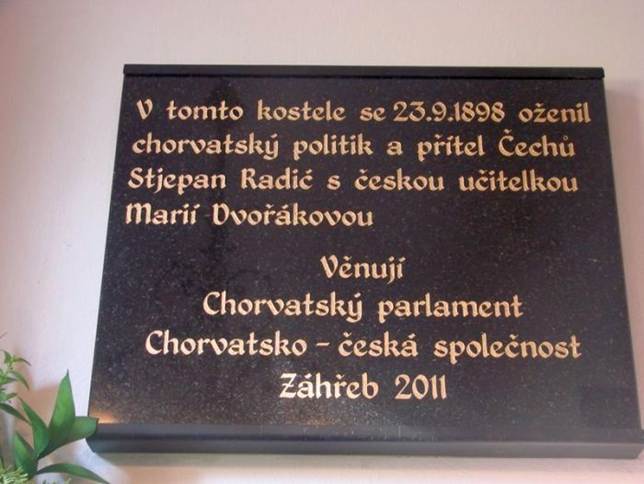 V tomto kostele se 23.9.1898 oženil
chorvatský politik a přítel Čechů
Stjepan Radić s českou učitelkou
Marií Dvořákovou
Věnují
Chorvatský parlament
Chorvatsko - česká společnost
Záhřeb 2011